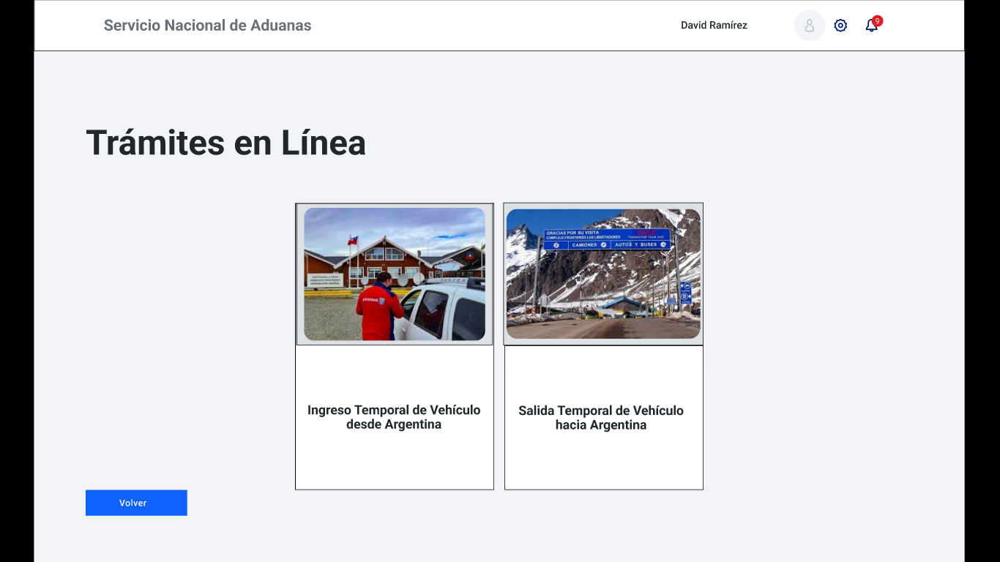 Servicio Nacional de Aduanas
David Ramírez
9
Trámites en Línea
ADUANAS
GRACIAS POR SU VISITA
CHILE
COMPLEJO FRONTERIZO LOS LIBERTADORES
THANKS FOR YOUR VISIT
CAMIONES
AUTOS Y BUSES
Ingreso Temporal de Vehículo
desde Argentina
Salida Temporal de Vehículo
hacia Argentina
Volver